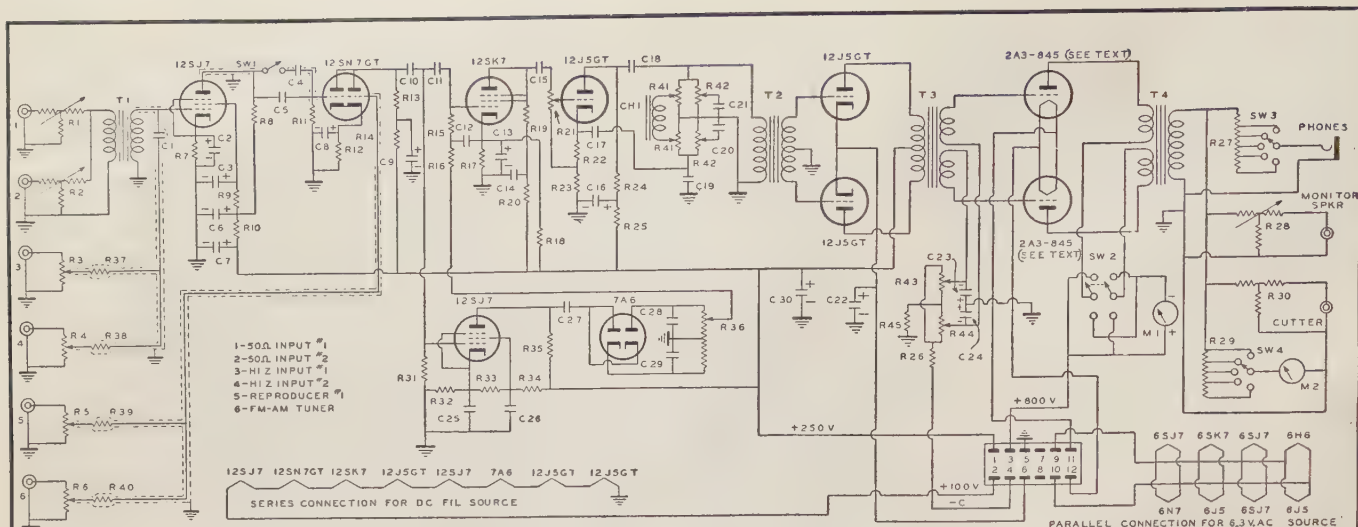 12SJ7
SW1
12SN7GT
12SK7
12J5GT
C18
12J5GT
2A3-845 (SEE TEXT)
C4
C10
C11
C15
R41
R42
T1
C5
R8
R11
R13
R19
CH1
C21
T2
T3
T4
1
R1
C1
C2
R14
R15
C12
C13
R21
C17
C20
SW3
PHONES
R7
C3
C8
R12
C9
R16
R17
R22
R41
R42
R27
2
R2
R9
C14
R20
R23
C16
R24
C19
MONITOR
SPKR
C6
R10
R18
R25
12J5GT
2A3-845
(SEE TEXT)
R28
C7
SW2
3
R3
R37
12SJ7
7A6
C30
C22
R43
C23
R30
CUTTER
C27
C28
R36
R45
R44
M1
4
R4
R38
R35
C29
R26
C24
R29
SW4
M2
1-50Ω INPUT #1
2-50Ω INPUT #2
3-HI Z INPUT #1
4-HI Z INPUT #2
5-REPRODUCER #1
6-FM-AM TUNER
R31
R33
R34
R32
C25
C26
+800V
5
R5
R39
+250V
12SJ7 12SN7GT 12SK7 12J5GT 12SJ7 7A6 12J5GT 12J5GT
1 3 5 7 9 11
2 4 6 8 10 12
6SJ7 6SK7 6SJ7 6H6
6
R6
R40
+100V
-C
SERIES CONNECTION FOR DC FIL SOURCE
6N7 6J5 6SJ7 6J5
PARALLEL CONNECTION FOR 6.3 V.AC SOURCE